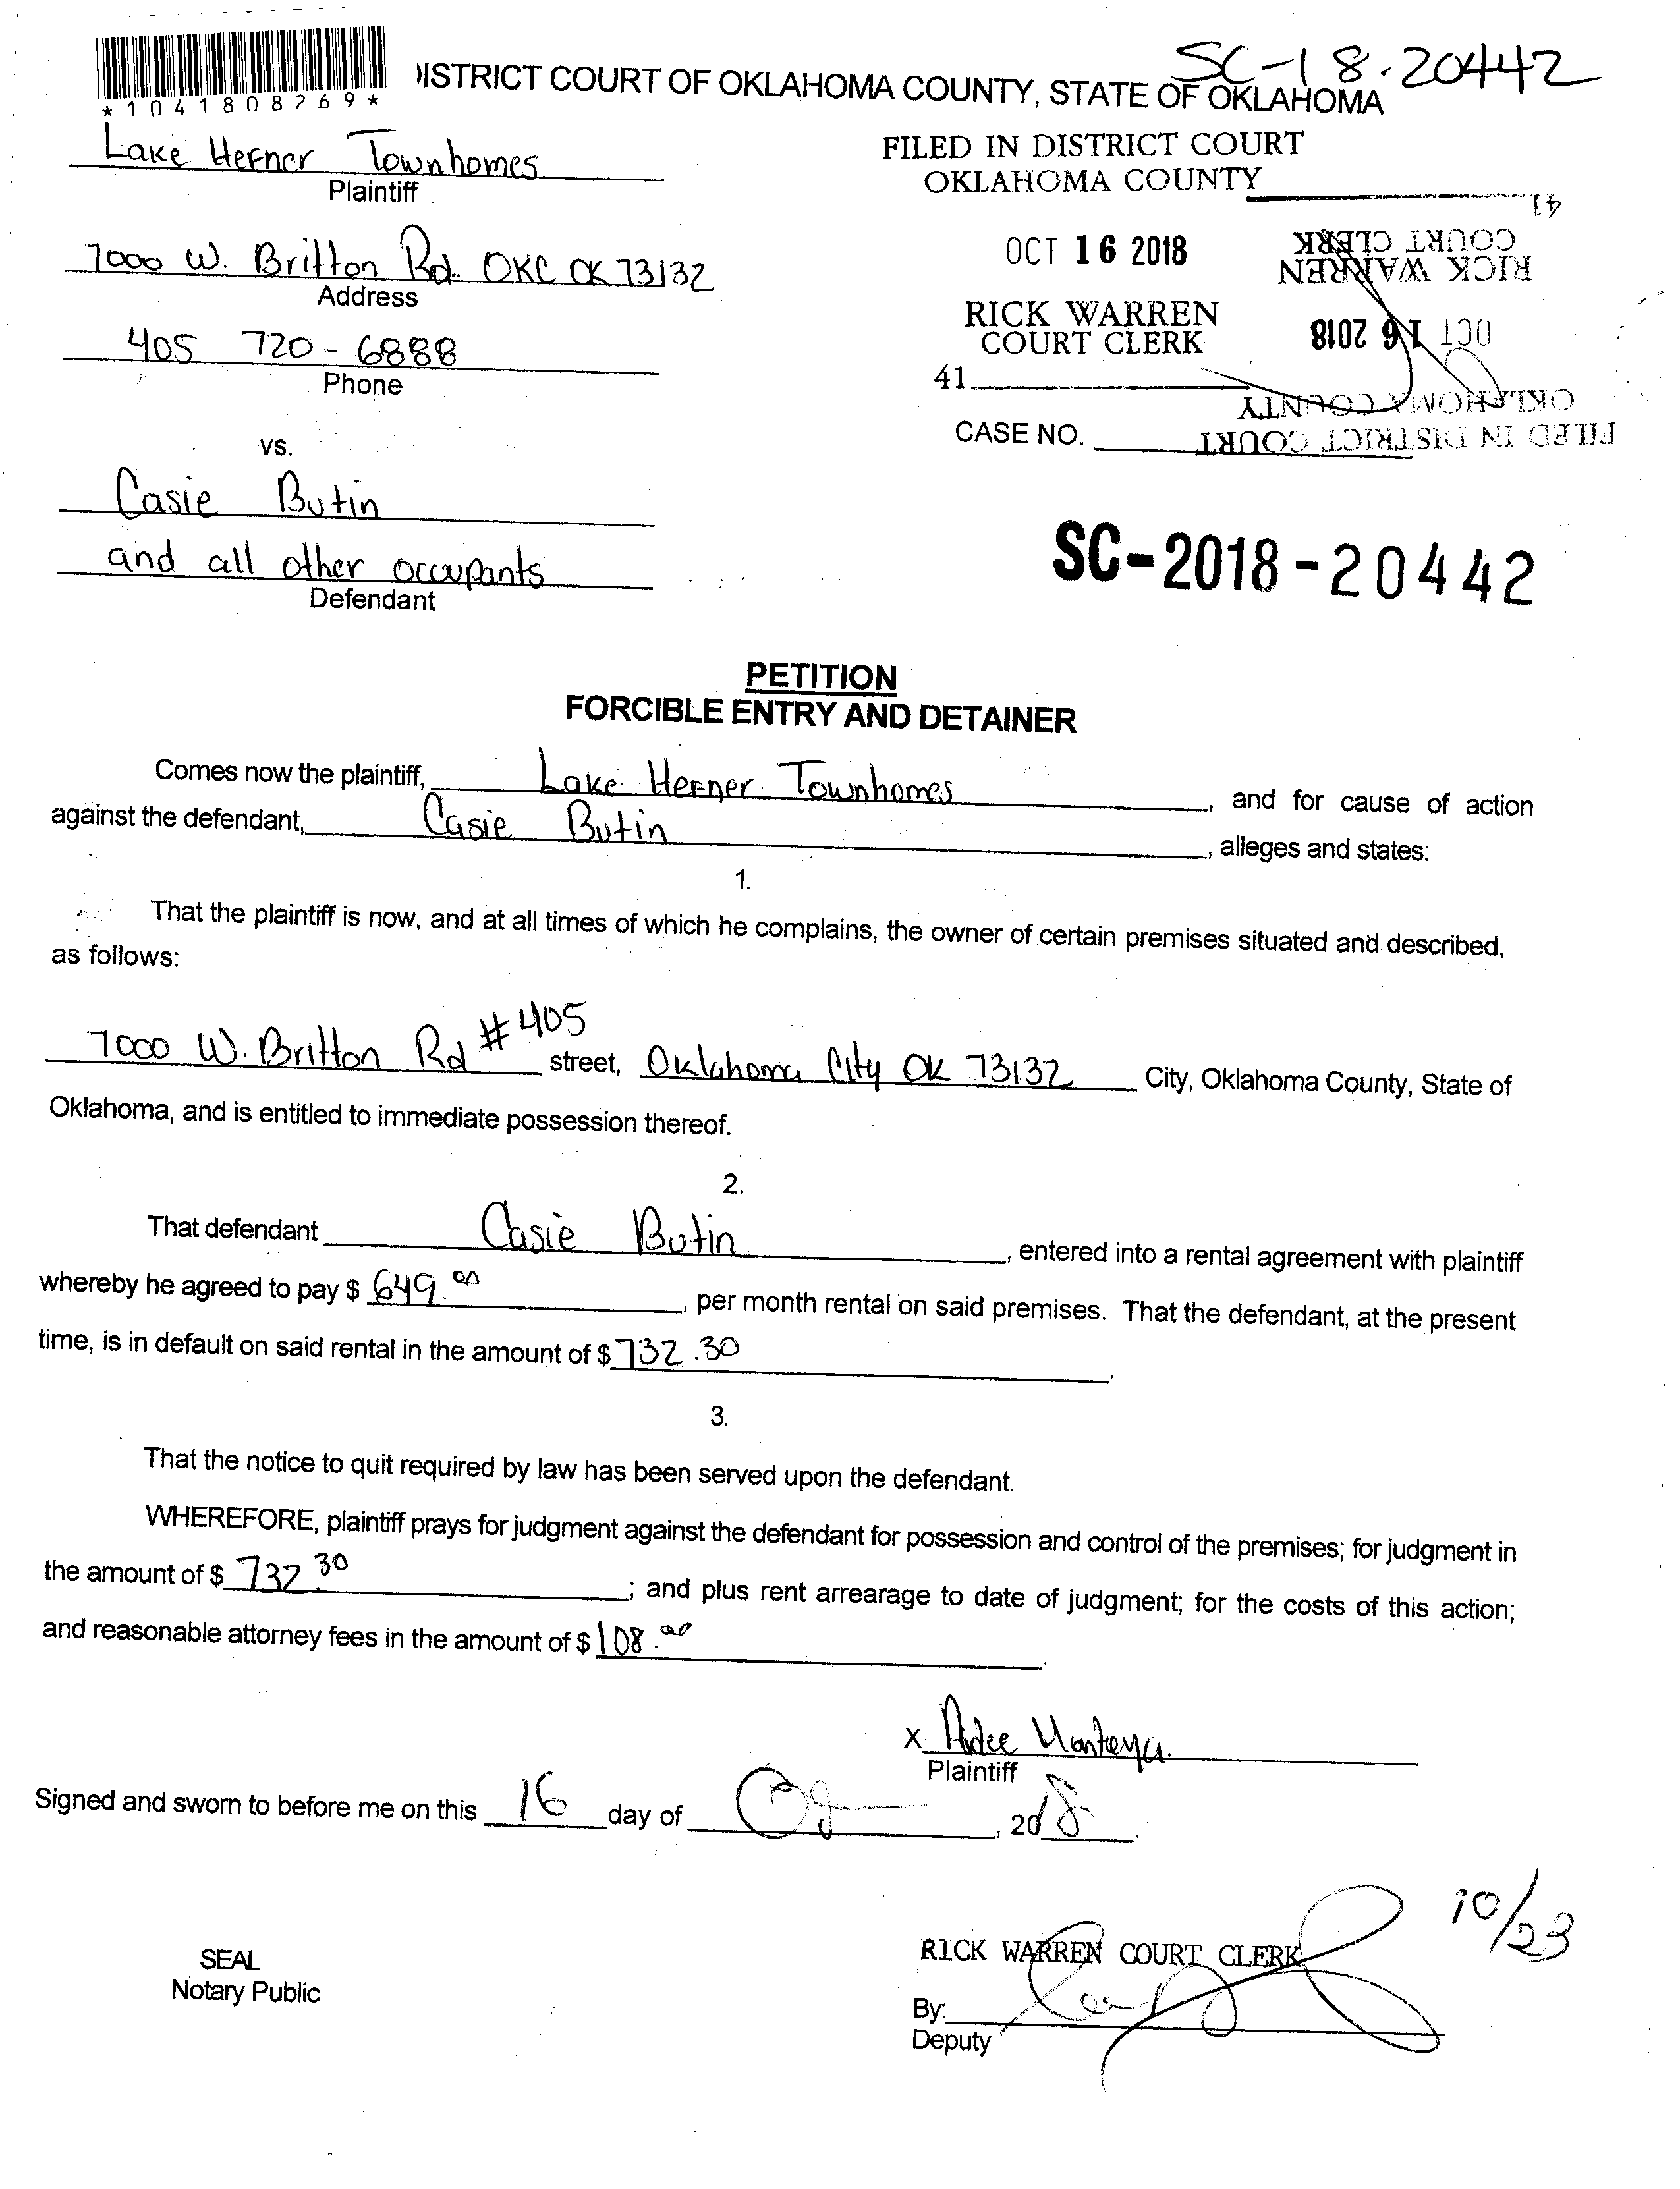 SC-18-20442
*1041808269*
DISTRICT COURT OF OKLAHOMA COUNTY, STATE OF OKLAHOMA
Lake Hefner Townhomes
Plaintiff
7000 W. Britton Rd. OKC OK 73132
Address
405 720-6888
Phone
vs.
Casie Butin
and all other occupants
Defendant
FILED IN DISTRICT COURT
OKLAHOMA COUNTY
OCT 16 2018
RICK WARREN
COURT CLERK
41
CASE NO.
FILED IN DISTRICT COURT
OKLAHOMA COUNTY
OCT 16 2018
RICK WARREN
COURT CLERK
41
SC-2018-20442
PETITION
FORCIBLE ENTRY AND DETAINER
Comes now the plaintiff, Lake Hefner Townhomes, and for cause of action
against the defendant, Casie Butin, alleges and states:
1.
That the plaintiff is now, and at all times of which he complains, the owner of certain premises situated and described,
as follows:
7000 W. Britton Rd #405 street, Oklahoma City OK 73132 City, Oklahoma County, State of
Oklahoma, and is entitled to immediate possession thereof.
2.
That defendant Casie Butin, entered into a rental agreement with plaintiff
whereby he agreed to pay $ 649.00, per month rental on said premises. That the defendant, at the present
time, is in default on said rental in the amount of $ 732.30.
3.
That the notice to quit required by law has been served upon the defendant.
WHEREFORE, plaintiff prays for judgment against the defendant for possession and control of the premises; for judgment in
the amount of $ 732.30; and plus rent arrearage to date of judgment; for the costs of this action;
and reasonable attorney fees in the amount of $ 108.00.
x
Plaintiff
Signed and sworn to before me on this 16 day of , 2018.
10/23
SEAL
Notary Public
RICK WARREN COURT CLERK
By:
Deputy